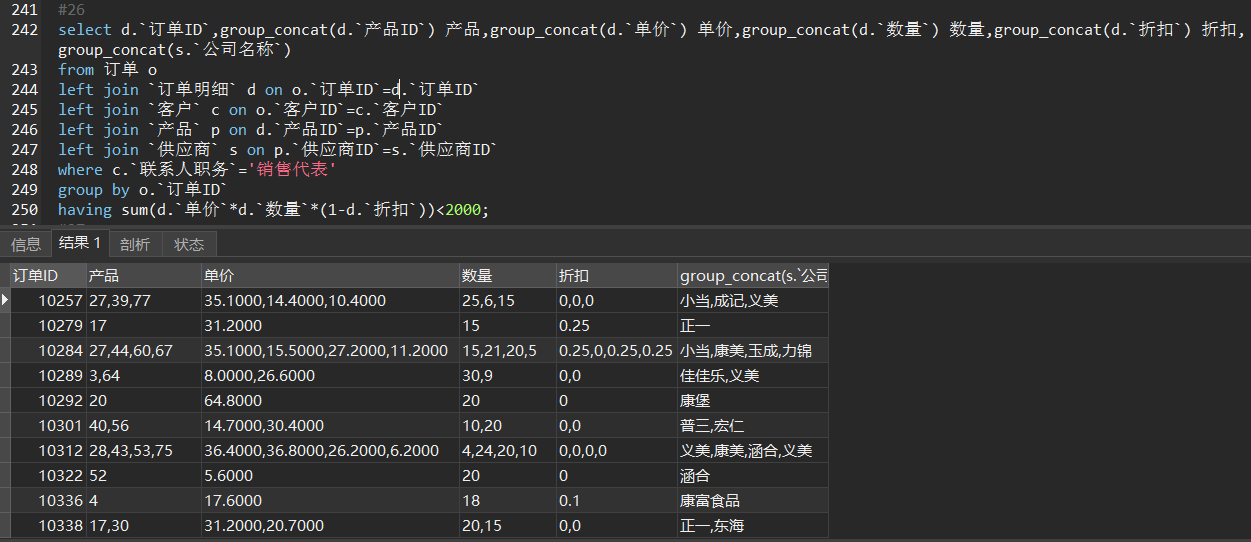 241 #26
242 select d.`订单ID`,group_concat(d.`产品ID`) 产品,group_concat(d.`单价`) 单价,group_concat(d.`数量`) 数量,group_concat(d.`折扣`) 折扣,
group_concat(s.`公司名称`)
243 from 订单 o
244 left join `订单明细` d on o.`订单ID`=d.`订单ID`
245 left join `客户` c on o.`客户ID`=c.`客户ID`
246 left join `产品` p on d.`产品ID`=p.`产品ID`
247 left join `供应商` s on p.`供应商ID`=s.`供应商ID`
248 where c.`联系人职务`='销售代表'
249 group by o.`订单ID`
250 having sum(d.`单价`*d.`数量`*(1-d.`折扣`))<2000;
信息 结果 1 剖析 状态
订单ID 产品 单价 数量 折扣 group_concat(s.`公司
10257 27,39,77 35.1000,14.4000,10.4000 25,6,15 0,0,0 小当,成记,义美
10279 17 31.2000 15 0.25 正一
10284 27,44,60,67 35.1000,15.5000,27.2000,11.2000 15,21,20,5 0.25,0,0.25,0.25 小当,康美,玉成,力锦
10289 3,64 8.0000,26.6000 30,9 0,0 佳佳乐,义美
10292 20 64.8000 20 0 康堡
10301 40,56 14.7000,30.4000 10,20 0,0 普三,宏仁
10312 28,43,53,75 36.4000,36.8000,26.2000,6.2000 4,24,20,10 0,0,0,0 义美,康美,涵合,义美
10322 52 5.6000 20 0 涵合
10336 4 17.6000 18 0.1 康富食品
10338 17,30 31.2000,20.7000 20,15 0,0 正一,东海